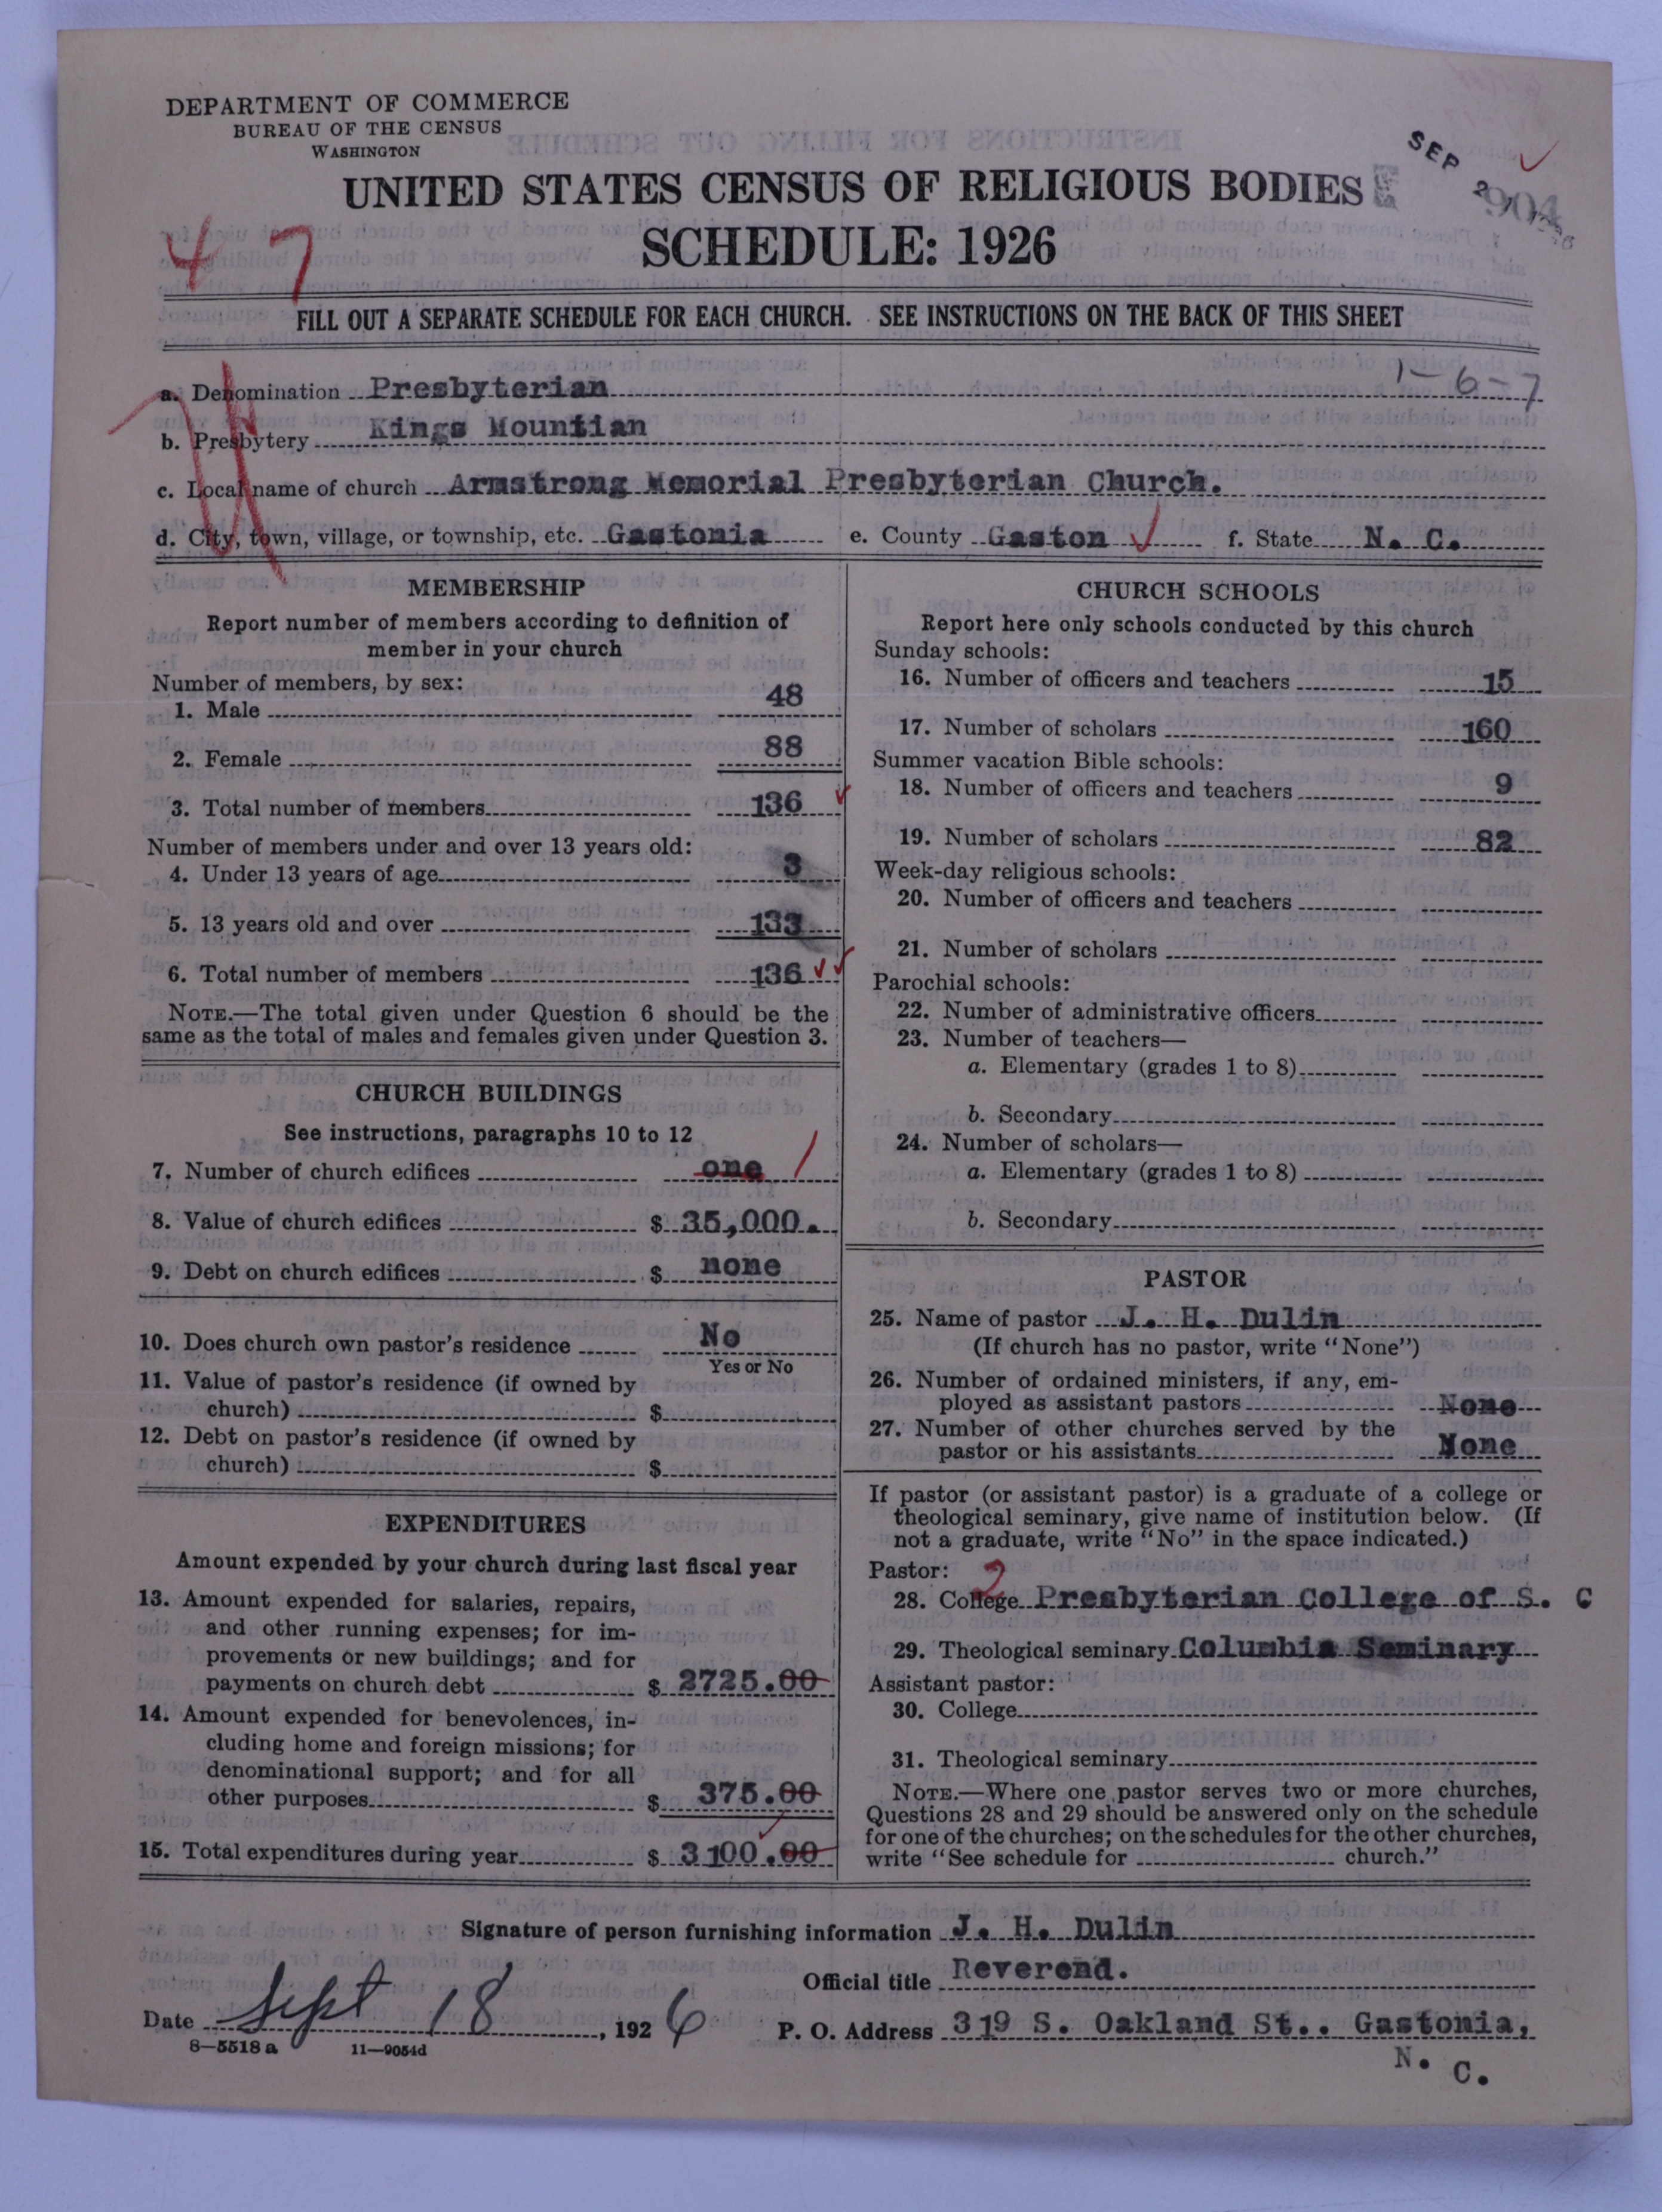 DEPARTMENT OF COMMERCE
BUREAU OF THE CENSUS
WASHINGTON
UNITED STATES CENSUS OF RELIGIOUS BODIES
SCHEDULE: 1926
SEP
904
4 7
FILL OUT A SEPARATE SCHEDULE FOR EACH CHURCH. SEE INSTRUCTIONS ON THE BACK OF THIS SHEET
1-6-7
a. Denomination Presbyterian
b. Presbytery Kings Mountian
c. Local name of church Armstrong Memorial Presbyterian Church.
d. City, town, village, or township, etc. Gastonia e. County Gaston f. State N. C.
MEMBERSHIP
Report number of members according to definition of
member in your church
Number of members, by sex:
1. Male 48
2. Female 88
3. Total number of members 136
Number of members under and over 13 years old:
4. Under 13 years of age 3
5. 13 years old and over 133
6. Total number of members 136
NOTE.—The total given under Question 6 should be the
same as the total of males and females given under Question 3.
CHURCH BUILDINGS
See instructions, paragraphs 10 to 12
7. Number of church edifices one 1
8. Value of church edifices $ 35,000.
9. Debt on church edifices $ none
10. Does church own pastor's residence No
Yes or No
11. Value of pastor's residence (if owned by
church) $
12. Debt on pastor's residence (if owned by
church) $
EXPENDITURES
Amount expended by your church during last fiscal year
13. Amount expended for salaries, repairs,
and other running expenses; for im-
provements or new buildings; and for
payments on church debt $ 2725.00
14. Amount expended for benevolences, in-
cluding home and foreign missions; for
denominational support; and for all
other purposes $ 375.00
15. Total expenditures during year $ 3100.00
CHURCH SCHOOLS
Report here only schools conducted by this church
Sunday schools:
16. Number of officers and teachers 15
17. Number of scholars 160
Summer vacation Bible schools:
18. Number of officers and teachers 9
19. Number of scholars 82
Week-day religious schools:
20. Number of officers and teachers
21. Number of scholars
Parochial schools:
22. Number of administrative officers
23. Number of teachers—
a. Elementary (grades 1 to 8)
b. Secondary
24. Number of scholars—
a. Elementary (grades 1 to 8)
b. Secondary
PASTOR
25. Name of pastor J. H. Dulin
(If church has no pastor, write "None")
26. Number of ordained ministers, if any, em-
ployed as assistant pastors None
27. Number of other churches served by the
pastor or his assistants None
If pastor (or assistant pastor) is a graduate of a college or
theological seminary, give name of institution below. (If
not a graduate, write "No" in the space indicated.)
Pastor: 2
28. College Presbyterian College of S. C
29. Theological seminary Columbia Seminary
Assistant pastor:
30. College
31. Theological seminary
NOTE.—Where one pastor serves two or more churches,
Questions 28 and 29 should be answered only on the schedule
for one of the churches; on the schedules for the other churches,
write "See schedule for church."
Signature of person furnishing information J. H. Dulin
Official title Reverend.
Date Sept 18, 1926 P. O. Address 319 S. Oakland St.. Gastonia,
N. C.
8—5518 a 11—9054d